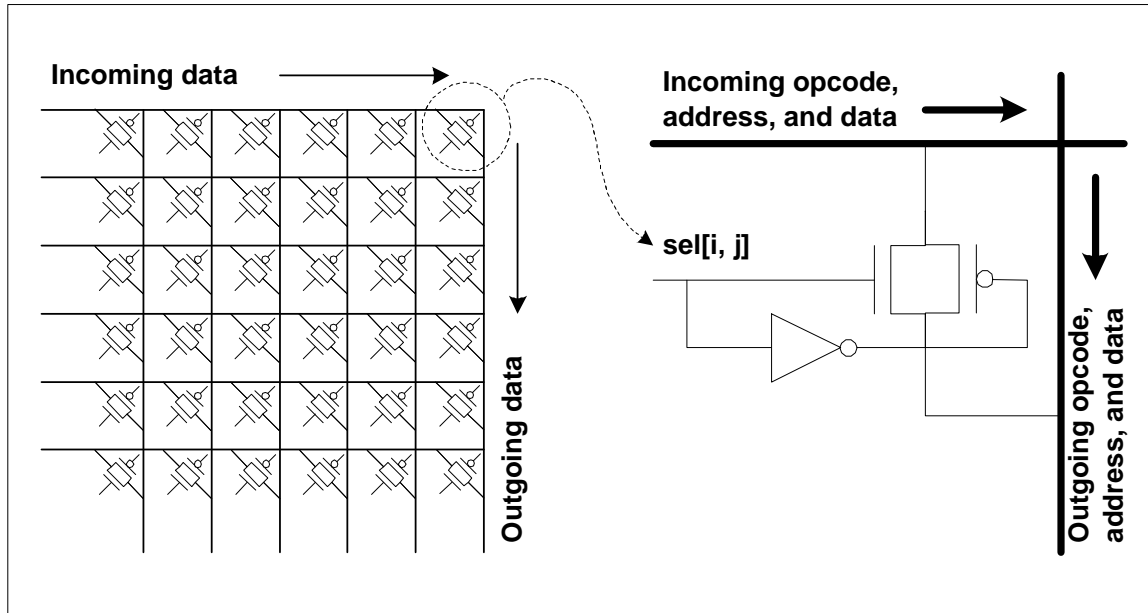 Incoming data
Outgoing data
Incoming opcode,
address, and data
sel[i, j]
Outgoing opcode,
address, and data